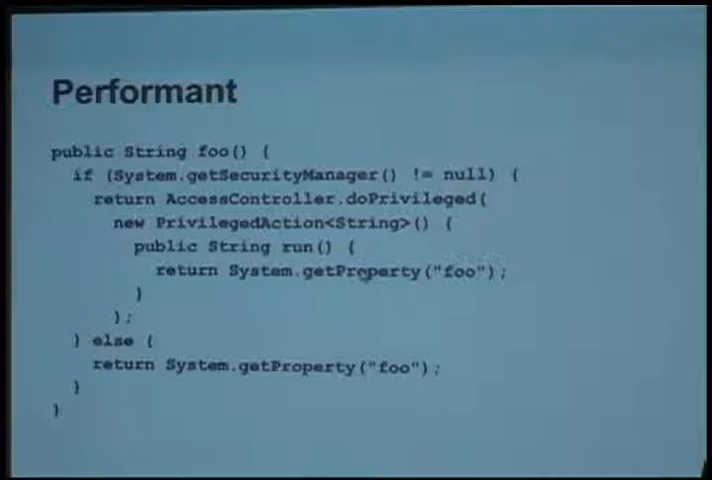 Performant
public String foo() {
if (System.getSecurityManager() != null) {
return AccessController.doPrivileged(
new PrivilegedAction<String>() {
public String run() {
return System.getProperty("foo");
}
);
} else {
return System.getProperty("foo");
}
}